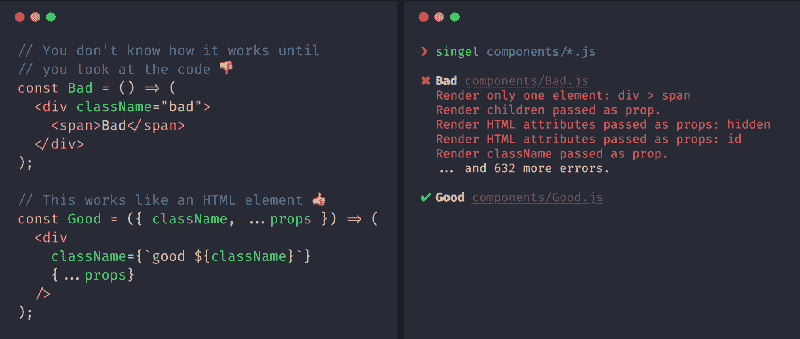 // You don't know how it works until
// you look at the code 👎
const Bad = () => (
  <div className="bad">
    <span>Bad</span>
  </div>
);
// This works like an HTML element 👍
const Good = ({ className, ...props }) => (
  <div
    className={`good ${className}`}
    {...props}
  />
);
❯ singel components/*.js
✖ Bad components/Bad.js
Render only one element: div > span
Render children passed as prop.
Render HTML attributes passed as props: hidden
Render HTML attributes passed as props: id
Render className passed as prop.
... and 632 more errors.
✔ Good components/Good.js